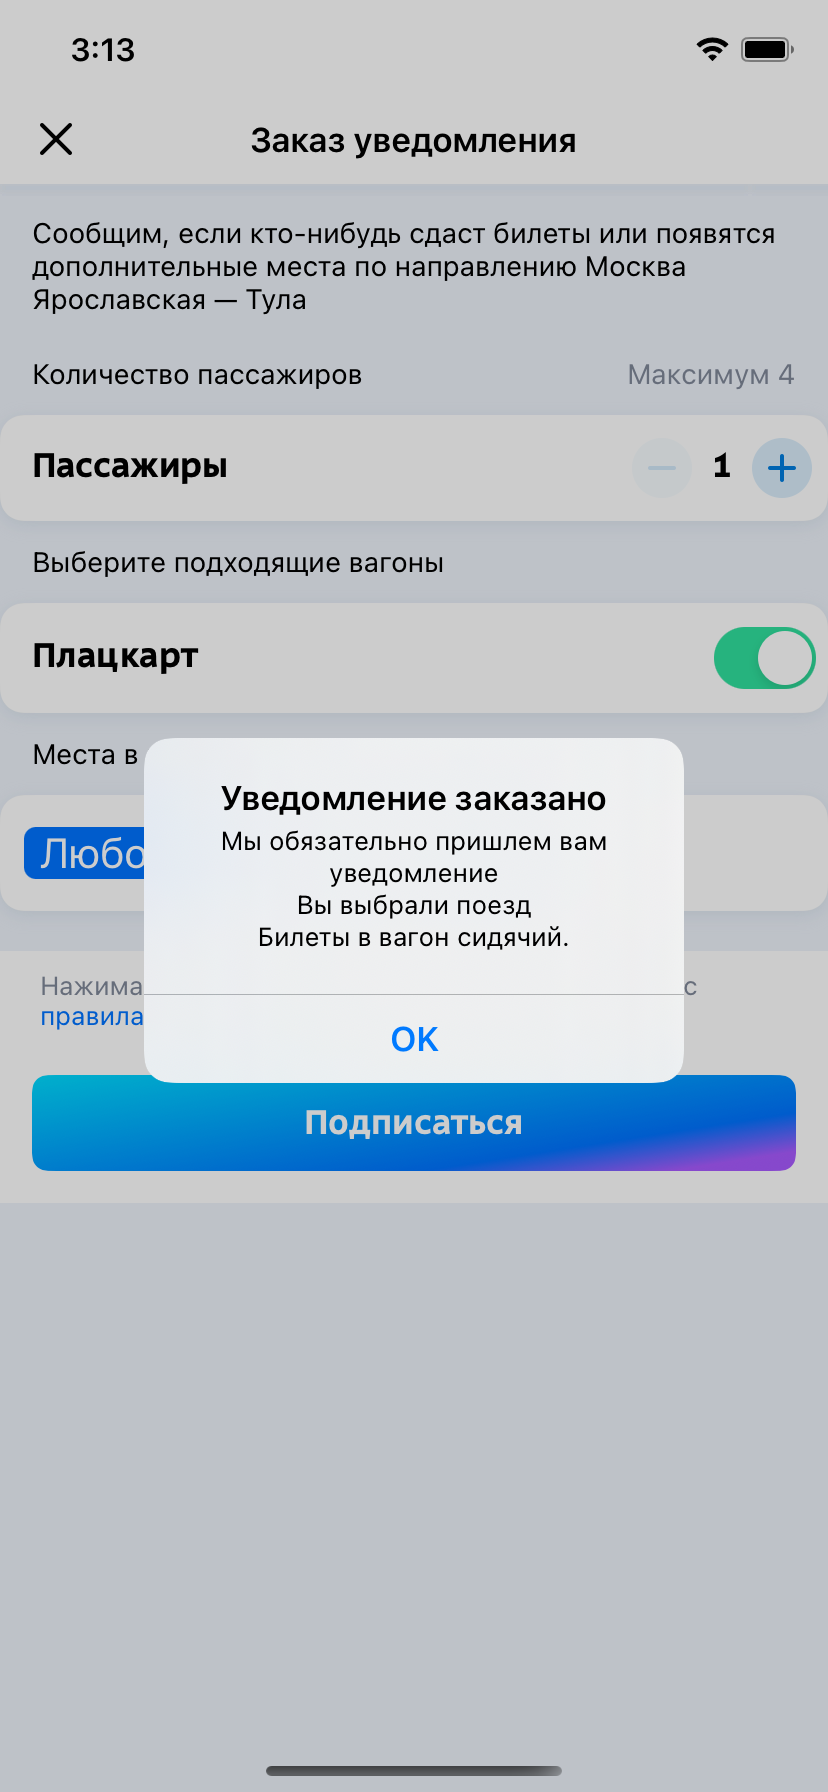 3:13
Заказ уведомления
Сообщим, если кто-нибудь сдаст билеты или появятся
дополнительные места по направлению Москва
Ярославская — Тула
Количество пассажиров
Максимум 4
Пассажиры
1
Выберите подходящие вагоны
Плацкарт
Места в
Любо
Уведомление заказано
Мы обязательно пришлем вам
уведомление
Вы выбрали поезд
Билеты в вагон сидячий.
OK
Нажима
с
правила
Подписаться